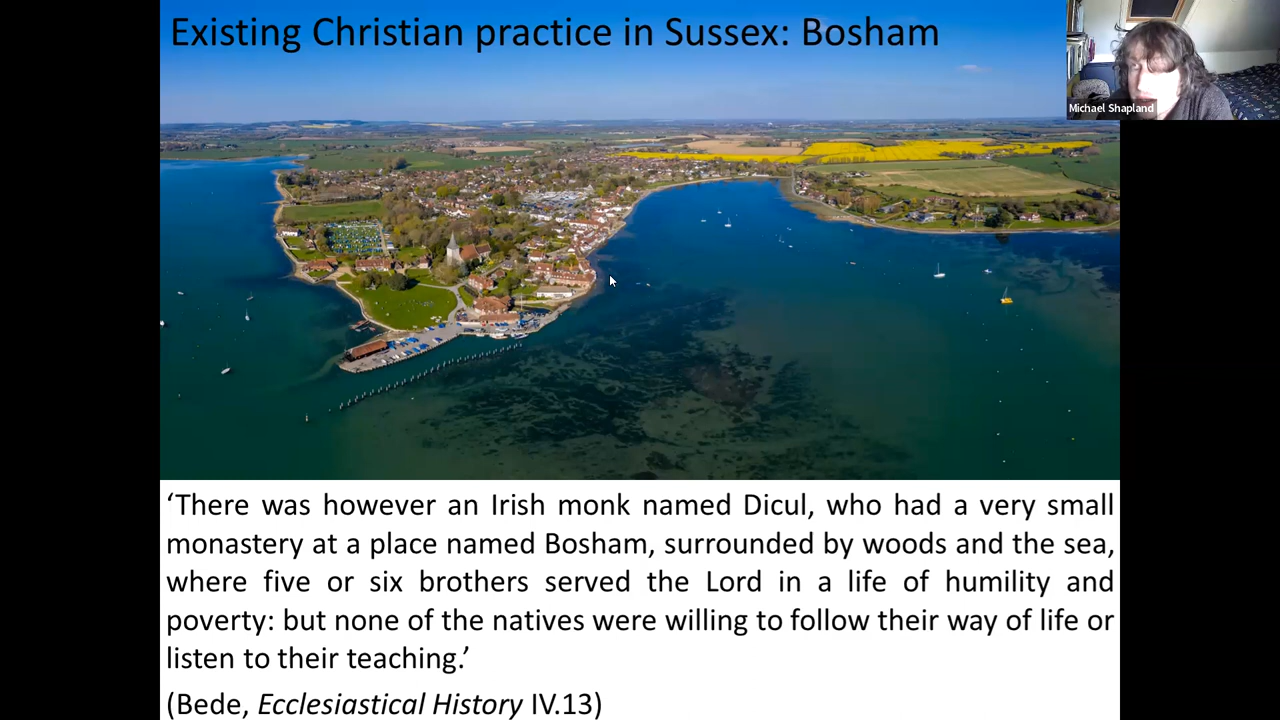 Existing Christian practice in Sussex: Bosham
Michael Shapland
‘There was however an Irish monk named Dicul, who had a very small
monastery at a place named Bosham, surrounded by woods and the sea,
where five or six brothers served the Lord in a life of humility and
poverty: but none of the natives were willing to follow their way of life or
listen to their teaching.’
(Bede, Ecclesiastical History IV.13)